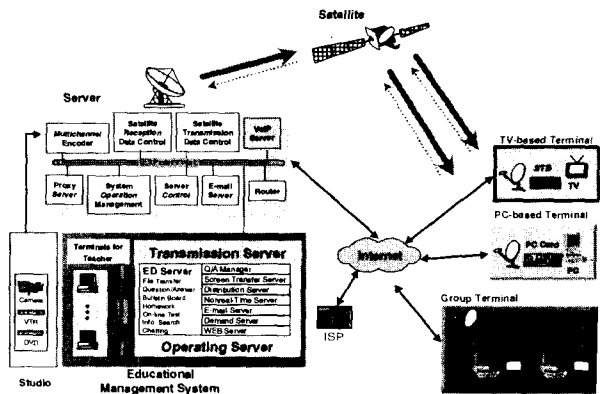 Satellite
Server
Multichannel
Encoder
Satellite
Reception
Data Control
Satellite
Transmission
Data Control
VoIP
Server
Proxy
Server
System
Operation
Management
Server
Control
E-mail
Server
Router
TV-based Terminal
STB
TV
PC-based Terminal
PC Card
PC
Internet
ISP
Group Terminal
Terminals for
Teacher
Transmission Server
ED Server
File Transfer
Question/Answer
Bulletin Board
Homework
On-line Test
Info Search
Chatting
Q/A Manager
Screen Transfer Server
Distribution Server
Nonreal-Time Server
E-mail Server
Demand Server
WEB Server
Operating Server
Camera
VTR
DVD
Studio
Educational
Management System